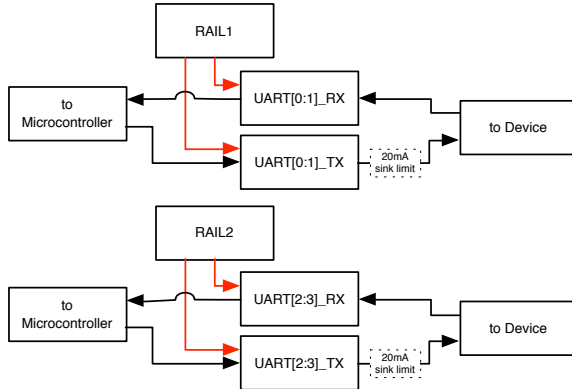 RAIL1
to
Microcontroller
UART[0:1]_RX
UART[0:1]_TX
20mA
sink limit
to Device
RAIL2
to
Microcontroller
UART[2:3]_RX
UART[2:3]_TX
20mA
sink limit
to Device